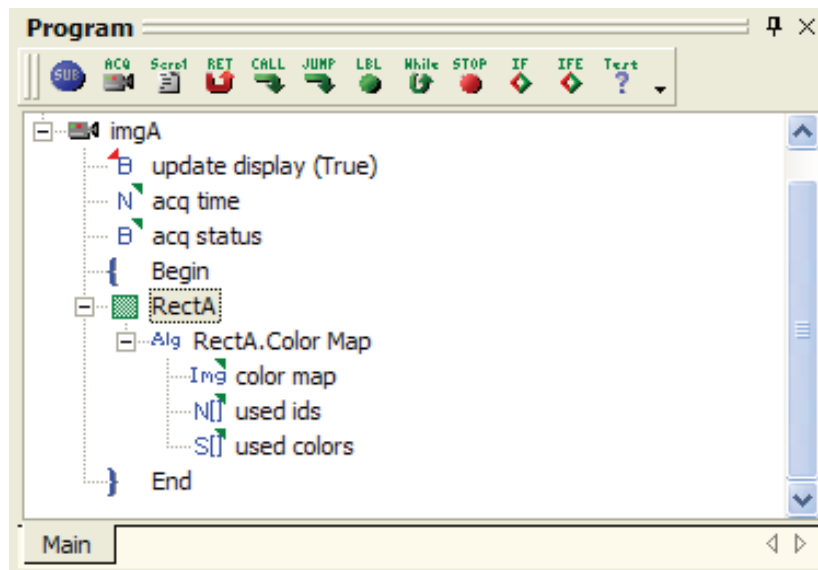 Program
SUB ACQ Script RET CALL JUMP LBL While STOP IF IFE Test
imgA
B update display (True)
N acq time
B acq status
{ Begin
RectA
Alg RectA.Color Map
Img color map
N[] used ids
S[] used colors
} End
Main